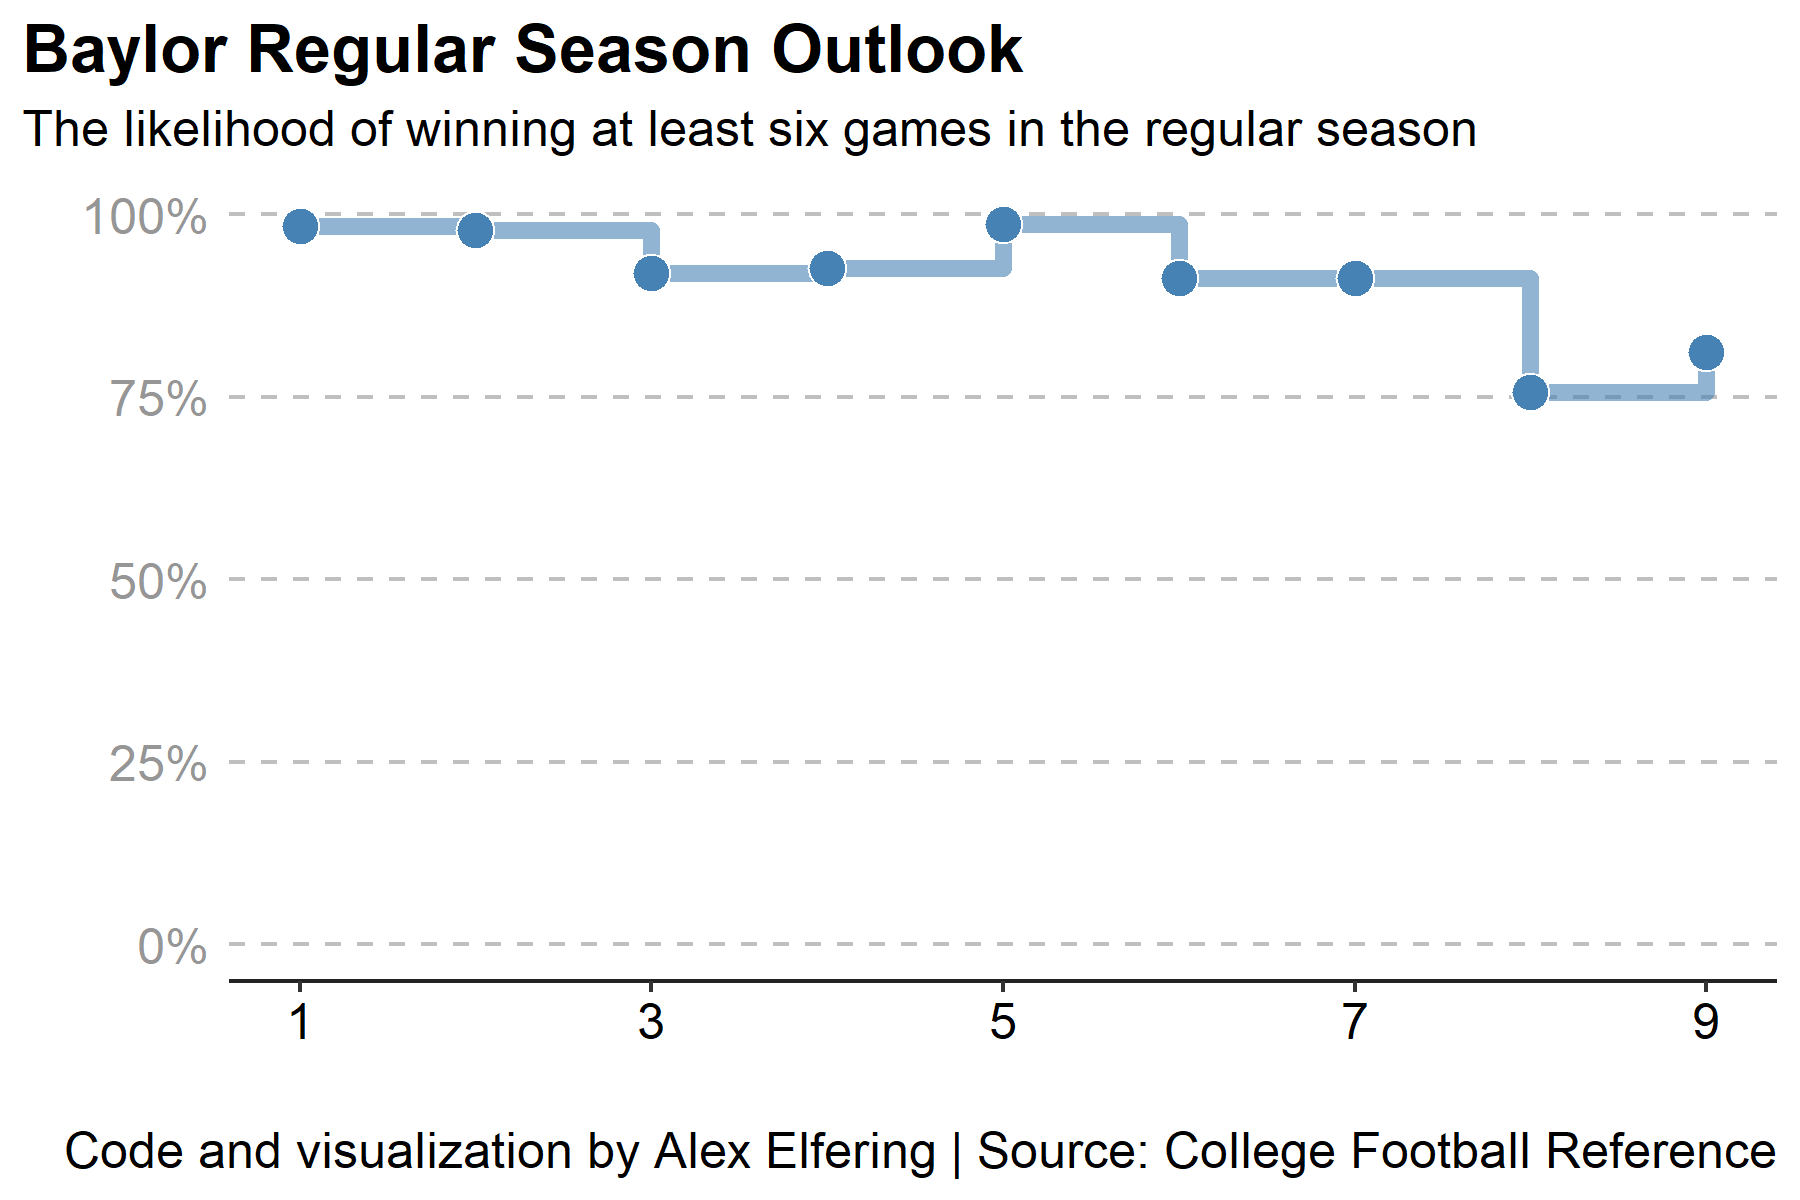 Baylor Regular Season Outlook
The likelihood of winning at least six games in the regular season
100%
75%
50%
25%
0%
1 3 5 7 9
Code and visualization by Alex Elfering | Source: College Football Reference